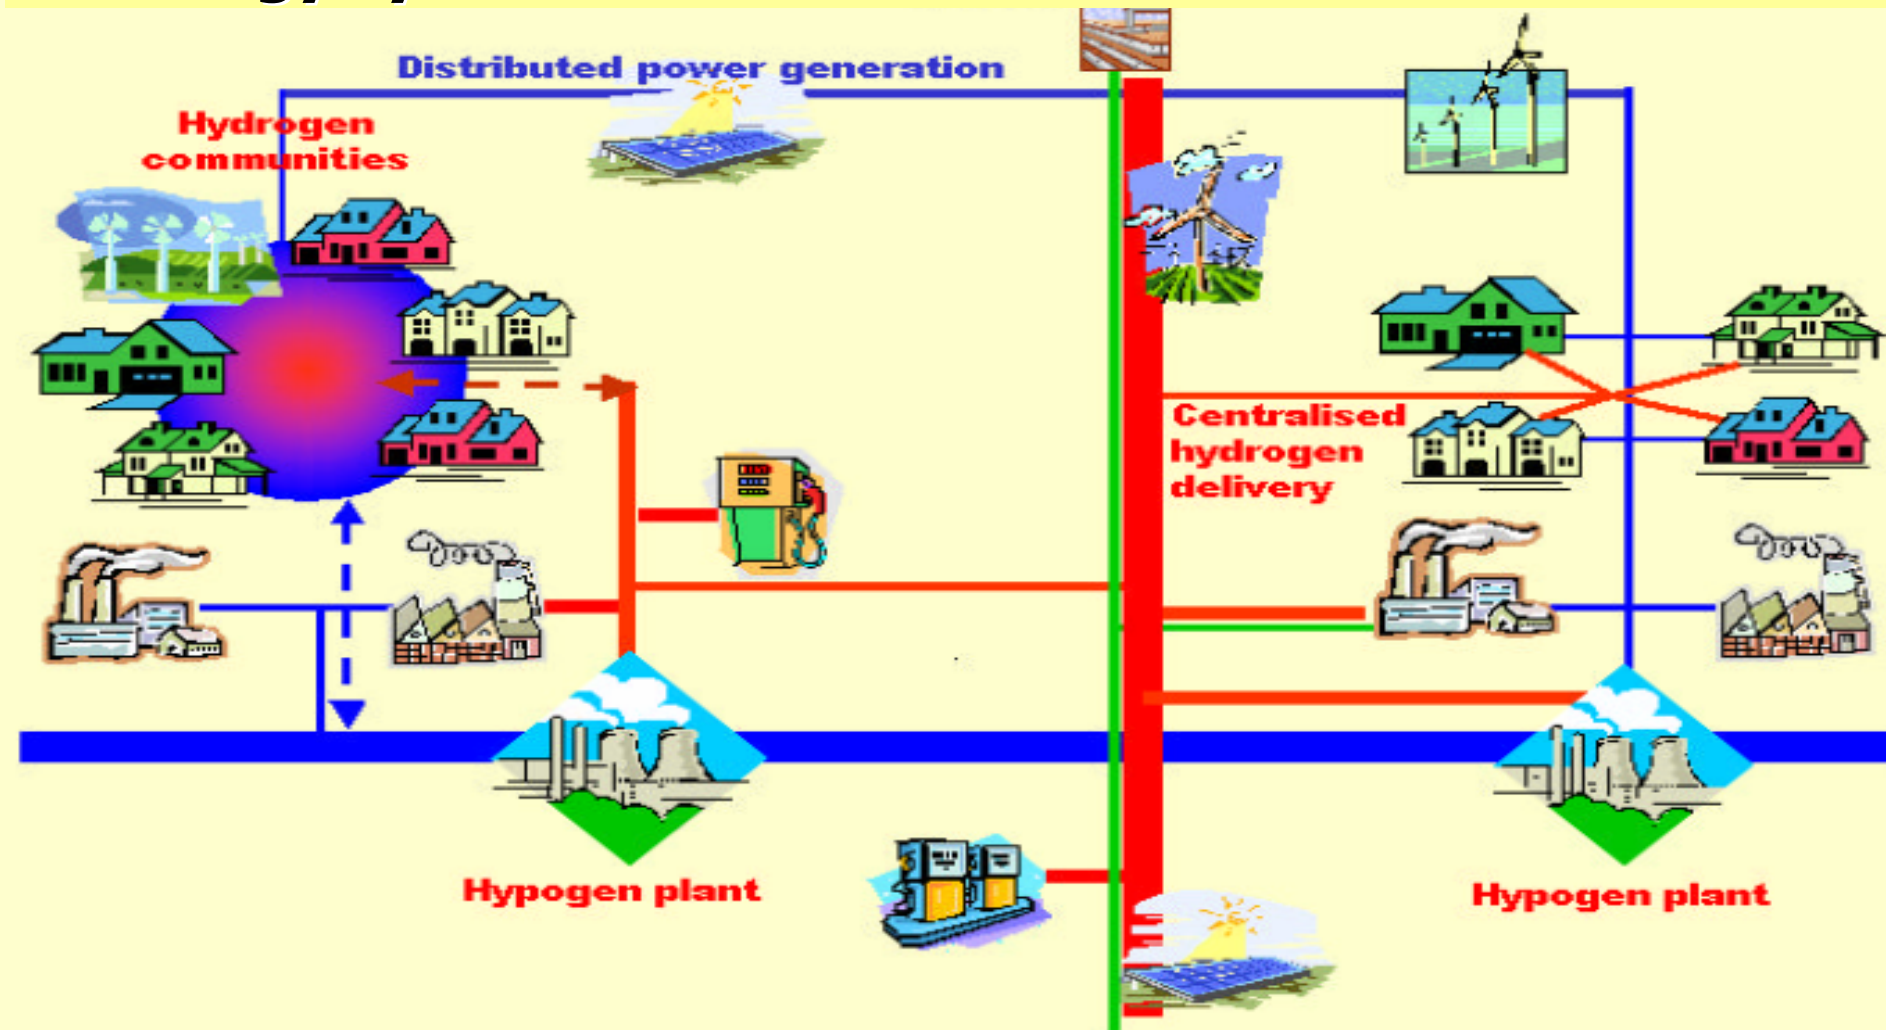 Distributed power generation
Hydrogen
communities
Centralised
hydrogen
delivery
Hypogen plant
Hypogen plant